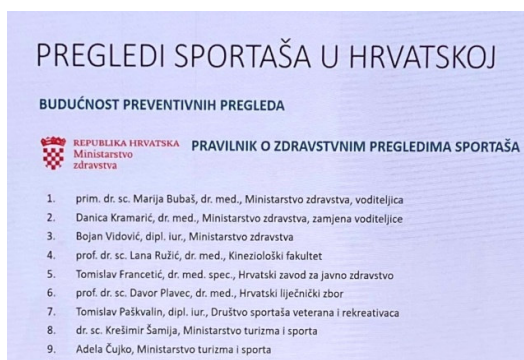 PREGLEDI SPORTAŠA U HRVATSKOJ
BUDUĆNOST PREVENTIVNIH PREGLEDA
REPUBLIKA HRVATSKA
Ministarstvo
zdravstva
PRAVILNIK O ZDRAVSTVNIM PREGLEDIMA SPORTAŠA
1. prim. dr. sc. Marija Bubaš, dr. med., Ministarstvo zdravstva, voditeljica
2. Danica Kramarić, dr. med., Ministarstvo zdravstva, zamjena voditeljice
3. Bojan Vidović, dipl. iur., Ministarstvo zdravstva
4. prof. dr. sc. Lana Ružić, dr. med., Kineziološki fakultet
5. Tomislav Francetić, dr. med. spec., Hrvatski zavod za javno zdravstvo
6. prof. dr. sc. Davor Plavec, dr. med., Hrvatski liječnički zbor
7. Tomislav Paškvalin, dipl. iur., Društvo sportaša veterana i rekreativaca
8. dr. sc. Krešimir Šamija, Ministarstvo turizma i sporta
9. Adela Čujko, Ministarstvo turizma i sporta